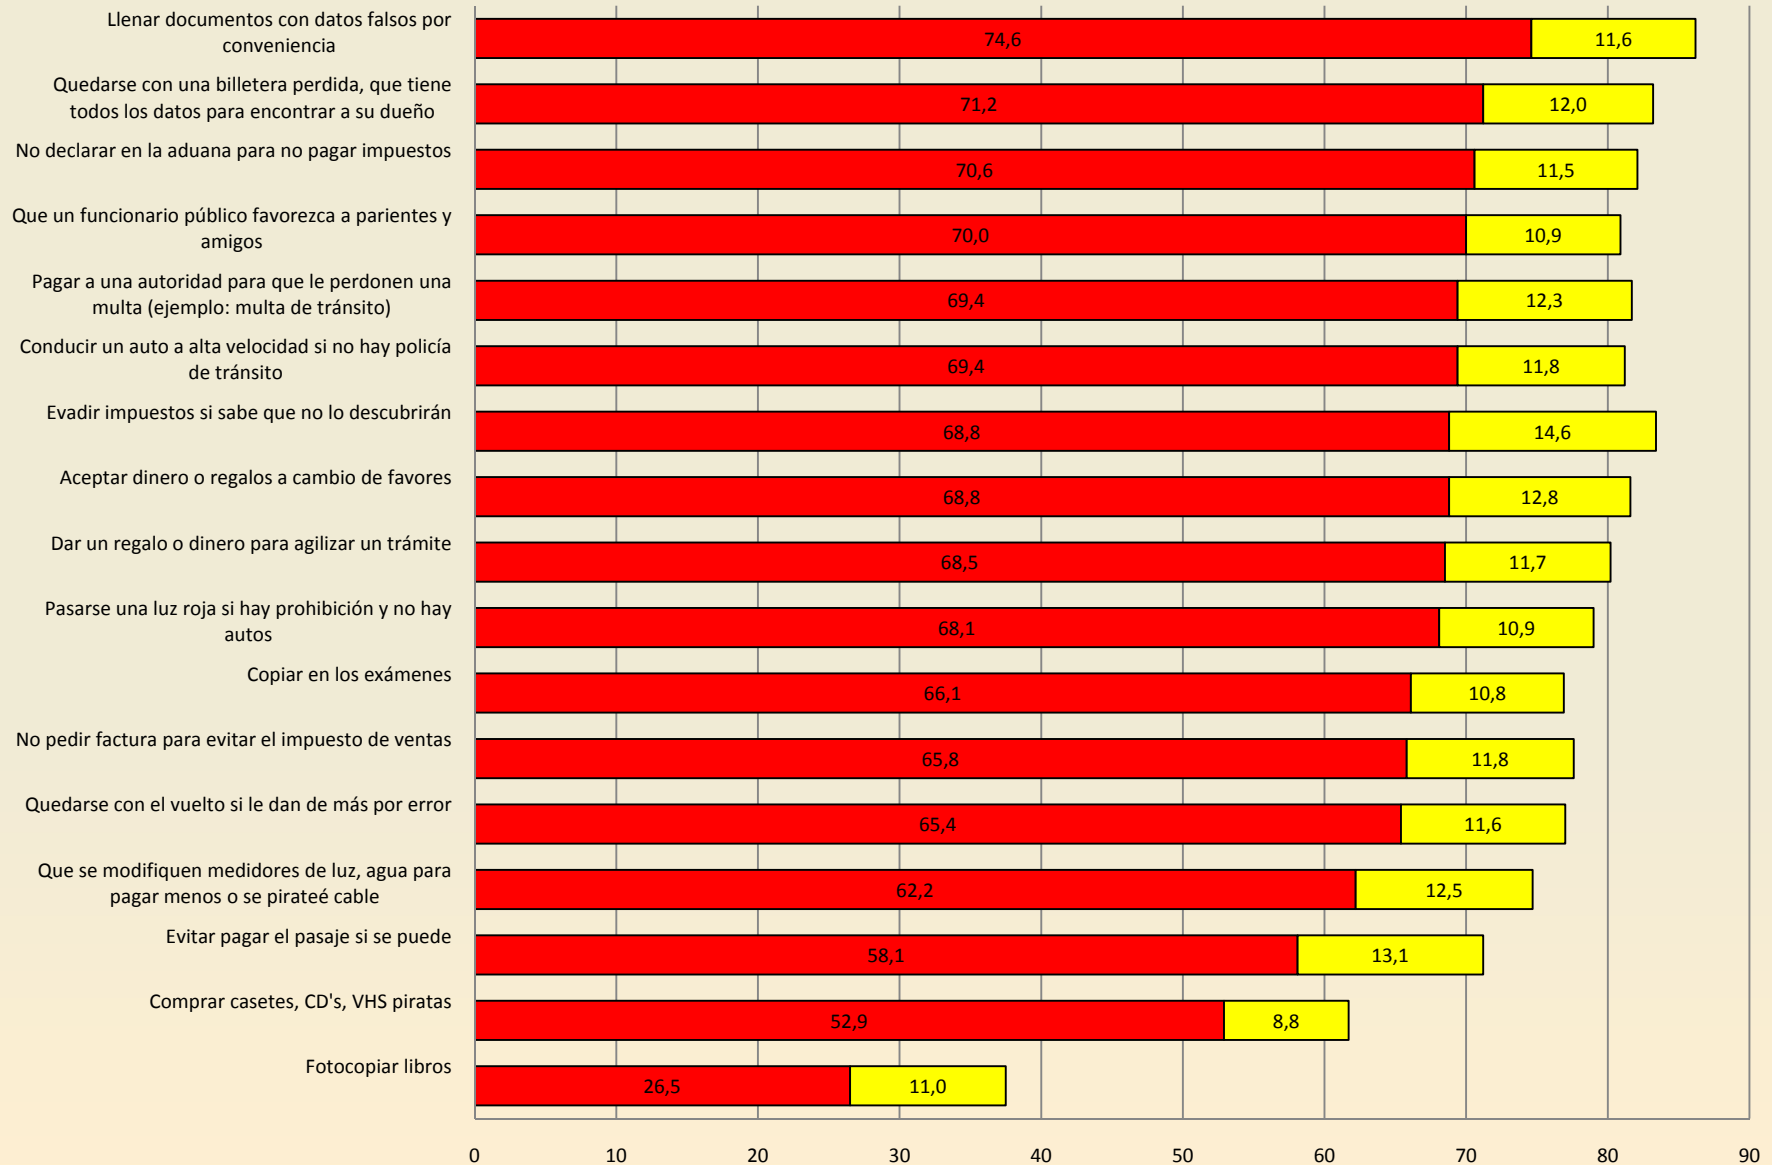 Llenar documentos con datos falsos por
conveniencia
74,6 11,6
Quedarse con una billetera perdida, que tiene
todos los datos para encontrar a su dueño
71,2 12,0
No declarar en la aduana para no pagar impuestos
70,6 11,5
Que un funcionario público favorezca a parientes y
amigos
70,0 10,9
Pagar a una autoridad para que le perdonen una
multa (ejemplo: multa de tránsito)
69,4 12,3
Conducir un auto a alta velocidad si no hay policía
de tránsito
69,4 11,8
Evadir impuestos si sabe que no lo descubrirán
68,8 14,6
Aceptar dinero o regalos a cambio de favores
68,8 12,8
Dar un regalo o dinero para agilizar un trámite
68,5 11,7
Pasarse una luz roja si hay prohibición y no hay
autos
68,1 10,9
Copiar en los exámenes
66,1 10,8
No pedir factura para evitar el impuesto de ventas
65,8 11,8
Quedarse con el vuelto si le dan de más por error
65,4 11,6
Que se modifiquen medidores de luz, agua para
pagar menos o se pirateé cable
62,2 12,5
Evitar pagar el pasaje si se puede
58,1 13,1
Comprar casetes, CD's, VHS piratas
52,9 8,8
Fotocopiar libros
26,5 11,0
0 10 20 30 40 50 60 70 80 90